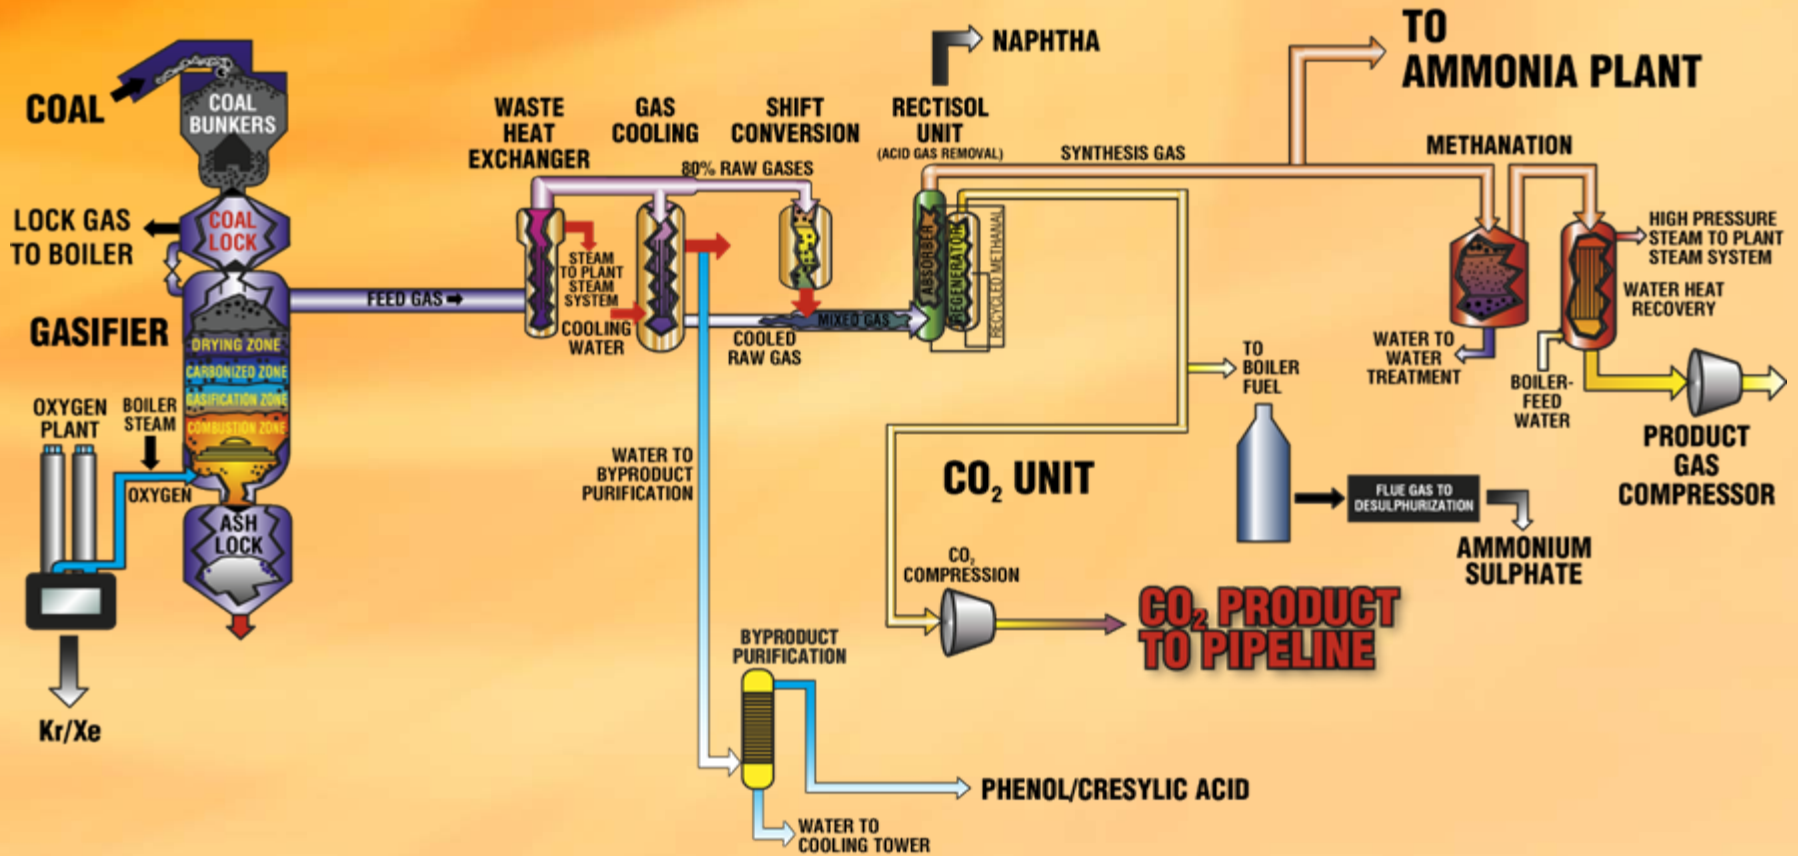 COAL
COAL
BUNKERS
LOCK GAS
TO BOILER
COAL
LOCK
GASIFIER
DRYING ZONE
CARBONIZED ZONE
GASIFICATION ZONE
COMBUSTION ZONE
OXYGEN
PLANT
BOILER
STEAM
OXYGEN
ASH
LOCK
Kr/Xe
FEED GAS
WASTE
HEAT
EXCHANGER
STEAM
TO PLANT
STEAM
SYSTEM
COOLING
WATER
GAS
COOLING
80% RAW GASES
SHIFT
CONVERSION
COOLED
RAW GAS
MIXED GAS
WATER TO
BYPRODUCT
PURIFICATION
BYPRODUCT
PURIFICATION
PHENOL/CRESYLIC ACID
WATER TO
COOLING TOWER
NAPHTHA
RECTISOL
UNIT
(ACID GAS REMOVAL)
ABSORBER
REGENERATOR
RECYCLED METHANAL
SYNTHESIS GAS
TO
AMMONIA PLANT
METHANATION
HIGH PRESSURE
STEAM TO PLANT
STEAM SYSTEM
WATER HEAT
RECOVERY
WATER TO
WATER
TREATMENT
BOILER-
FEED
WATER
PRODUCT
GAS
COMPRESSOR
TO
BOILER
FUEL
CO₂ UNIT
FLUE GAS TO
DESULPHURIZATION
AMMONIUM
SULPHATE
CO₂
COMPRESSION
CO₂ PRODUCT
TO PIPELINE